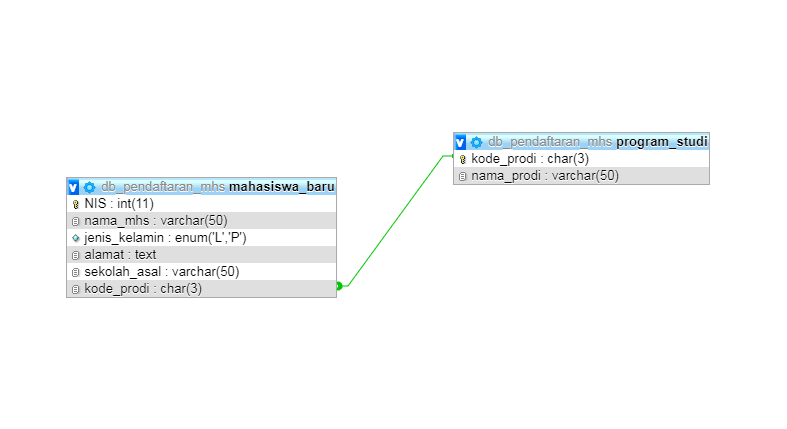 db_pendaftaran_mhs program_studi
kode_prodi : char(3)
nama_prodi : varchar(50)
db_pendaftaran_mhs mahasiswa_baru
NIS : int(11)
nama_mhs : varchar(50)
jenis_kelamin : enum('L','P')
alamat : text
sekolah_asal : varchar(50)
kode_prodi : char(3)